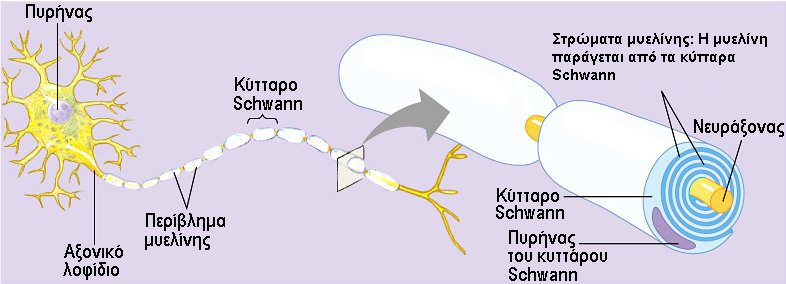 Πυρήνας
Κύτταρο
Schwann
Περίβλημα
μυελίνης
Αξονικό
λοφίδιο
Στρώματα μυελίνης: Η μυελίνη
παράγεται από τα κύπαρα
Schwann
Νευράξονας
Κύτταρο
Schwann
Πυρήνας
του κυττάρου
Schwann